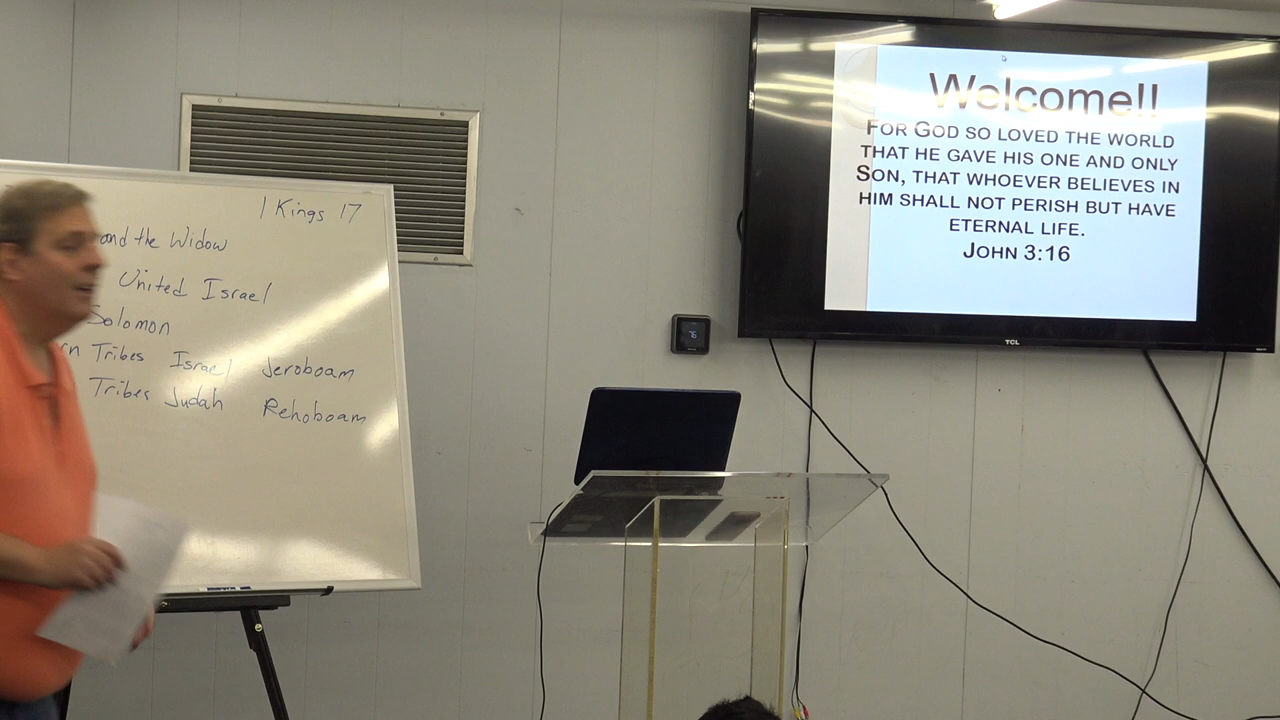 1 Kings 17
and the Widow
United Israel
Solomon
rn Tribes Israel Jeroboam
Tribes Judah Rehoboam
Welcome!!
FOR GOD SO LOVED THE WORLD
THAT HE GAVE HIS ONE AND ONLY
SON, THAT WHOEVER BELIEVES IN
HIM SHALL NOT PERISH BUT HAVE
ETERNAL LIFE.
JOHN 3:16
TCL